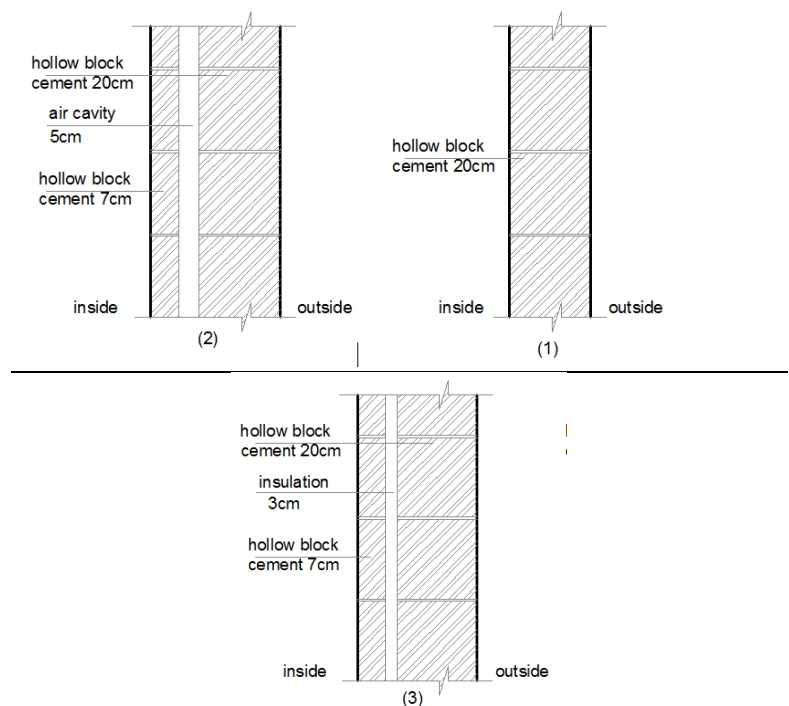 hollow block
cement 20cm
air cavity
5cm
hollow block
cement 7cm
inside
outside
(2)
hollow block
cement 20cm
inside
outside
(1)
hollow block
cement 20cm
insulation
3cm
hollow block
cement 7cm
inside
outside
(3)